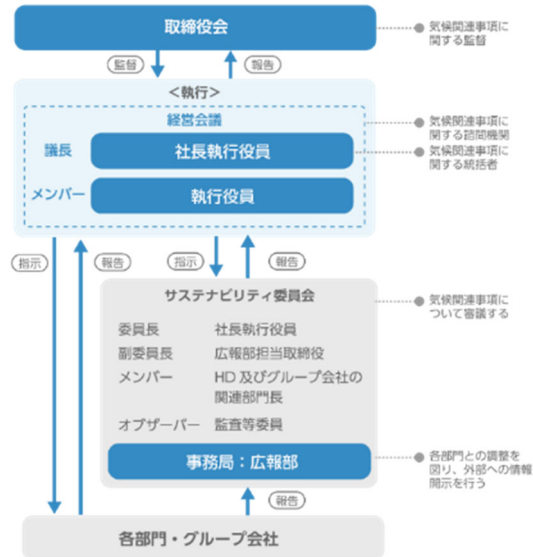 取締役会
気候関連事項に
関する監督
監督
報告
＜執行＞
経営会議
気候関連事項に
関する諮問機関
議長
社長執行役員
気候関連事項に
関する統括者
メンバー
執行役員
指示
報告
指示
報告
サステナビリティ委員会
気候関連事項に
ついて審議する
委員長 社長執行役員
副委員長 広報部担当取締役
メンバー HD 及びグループ会社の
関連部門長
オブザーバー 監査等委員
事務局：広報部
各部門との調整を
図り、外部への情報
開示を行う
報告
各部門・グループ会社